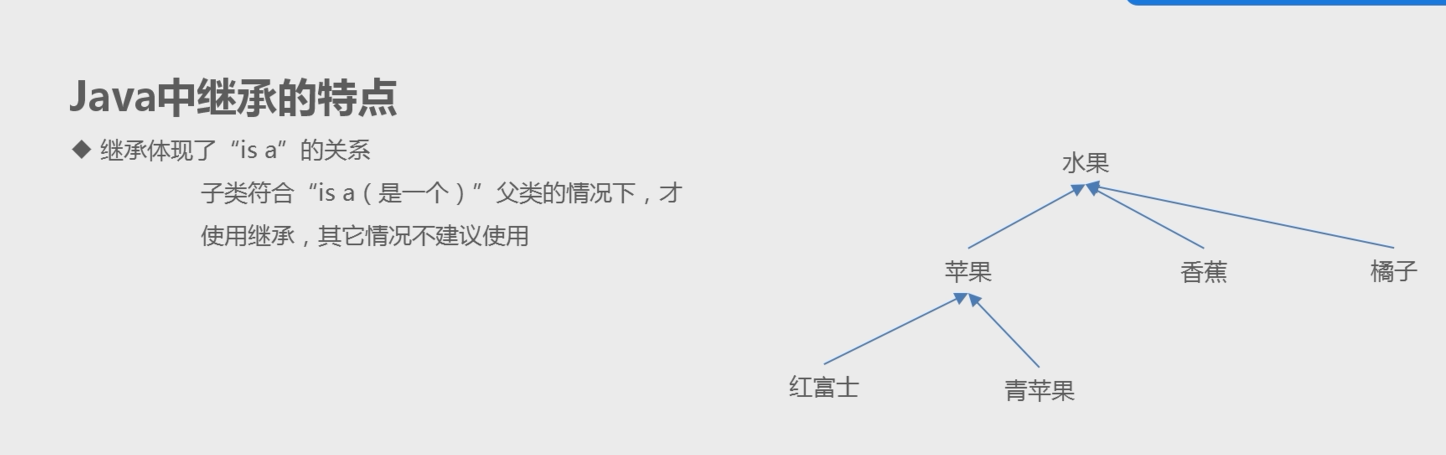 Java中继承的特点
◆ 继承体现了“is a”的关系
子类符合“is a（是一个）”父类的情况下，才
使用继承，其它情况不建议使用
水果
苹果 香蕉 橘子
红富士 青苹果